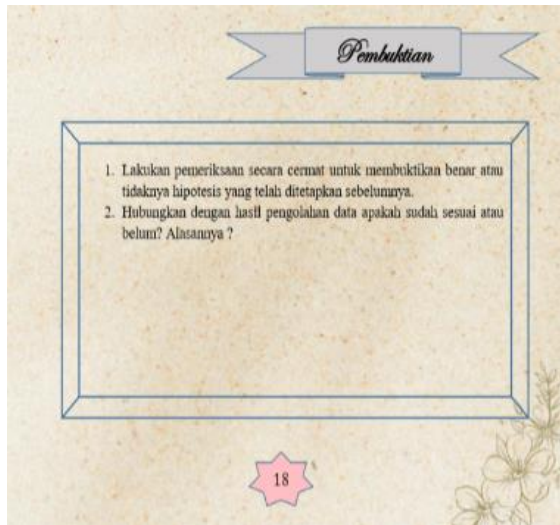 Pembuktian
1. Lakukan pemeriksaan secara cermat untuk membuktikan benar atau
tidaknya hipotesis yang telah ditetapkan sebelumnya.
2. Hubungkan dengan hasil pengolahan data apakah sudah sesuai atau
belum? Alasannya ?
18